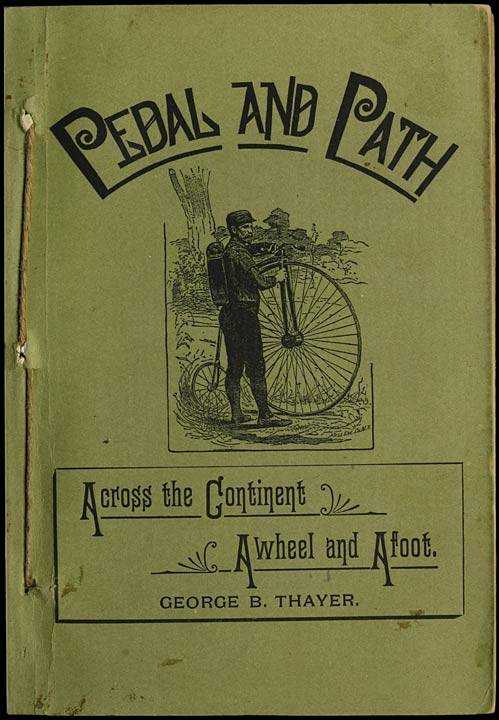 PEDAL AND PATH
Across the Continent
Awheel and Afoot.
GEORGE B. THAYER.